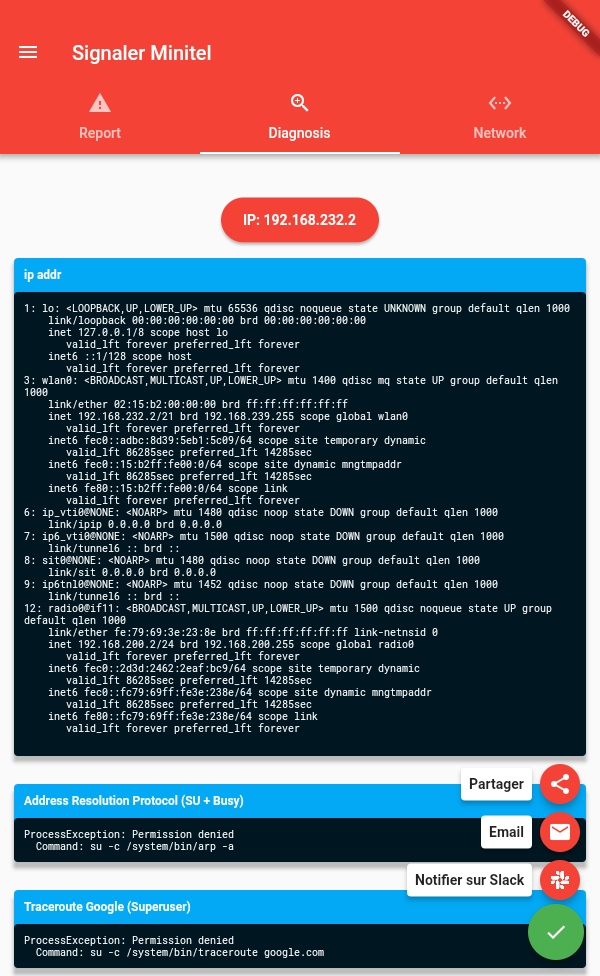 DEBUG
Signaler Minitel
Report
Diagnosis
Network
IP: 192.168.232.2
ip addr
1: lo: <LOOPBACK,UP,LOWER_UP> mtu 65536 qdisc noqueue state UNKNOWN group default qlen 1000
link/loopback 00:00:00:00:00:00 brd 00:00:00:00:00:00
inet 127.0.0.1/8 scope host lo
valid_lft forever preferred_lft forever
inet6 ::1/128 scope host
valid_lft forever preferred_lft forever
3: wlan0: <BROADCAST,MULTICAST,UP,LOWER_UP> mtu 1400 qdisc mq state UP group default qlen
1000
link/ether 02:15:b2:00:00:00 brd ff:ff:ff:ff:ff:ff
inet 192.168.232.2/21 brd 192.168.239.255 scope global wlan0
valid_lft forever preferred_lft forever
inet6 fec0::adbc:8d39:5eb1:5c09/64 scope site temporary dynamic
valid_lft 86285sec preferred_lft 14285sec
inet6 fec0::15:b2ff:fe00:0/64 scope site dynamic mngtmpaddr
valid_lft 86285sec preferred_lft 14285sec
inet6 fe80::15:b2ff:fe00:0/64 scope link
valid_lft forever preferred_lft forever
6: ip_vti0@NONE: <NOARP> mtu 1480 qdisc noop state DOWN group default qlen 1000
link/ipip 0.0.0.0 brd 0.0.0.0
7: ip6_vti0@NONE: <NOARP> mtu 1500 qdisc noop state DOWN group default qlen 1000
link/tunnel6 :: brd ::
8: sit0@NONE: <NOARP> mtu 1480 qdisc noop state DOWN group default qlen 1000
link/sit 0.0.0.0 brd 0.0.0.0
9: ip6tnl0@NONE: <NOARP> mtu 1452 qdisc noop state DOWN group default qlen 1000
link/tunnel6 :: brd ::
12: radio0@if11: <BROADCAST,MULTICAST,UP,LOWER_UP> mtu 1500 qdisc noqueue state UP group
default qlen 1000
link/ether fe:79:69:3e:23:8e brd ff:ff:ff:ff:ff:ff link-netnsid 0
inet 192.168.200.2/24 brd 192.168.200.255 scope global radio0
valid_lft forever preferred_lft forever
inet6 fec0::2d3d:2462:2eaf:bc9/64 scope site temporary dynamic
valid_lft 86285sec preferred_lft 14285sec
inet6 fec0::fc79:69ff:fe3e:238e/64 scope site dynamic mngtmpaddr
valid_lft 86285sec preferred_lft 14285sec
inet6 fe80::fc79:69ff:fe3e:238e/64 scope link
valid_lft forever preferred_lft forever
Partager
Address Resolution Protocol (SU + Busy)
ProcessException: Permission denied
Command: su -c /system/bin/arp -a
Email
Notifier sur Slack
Traceroute Google (Superuser)
ProcessException: Permission denied
Command: su -c /system/bin/traceroute google.com